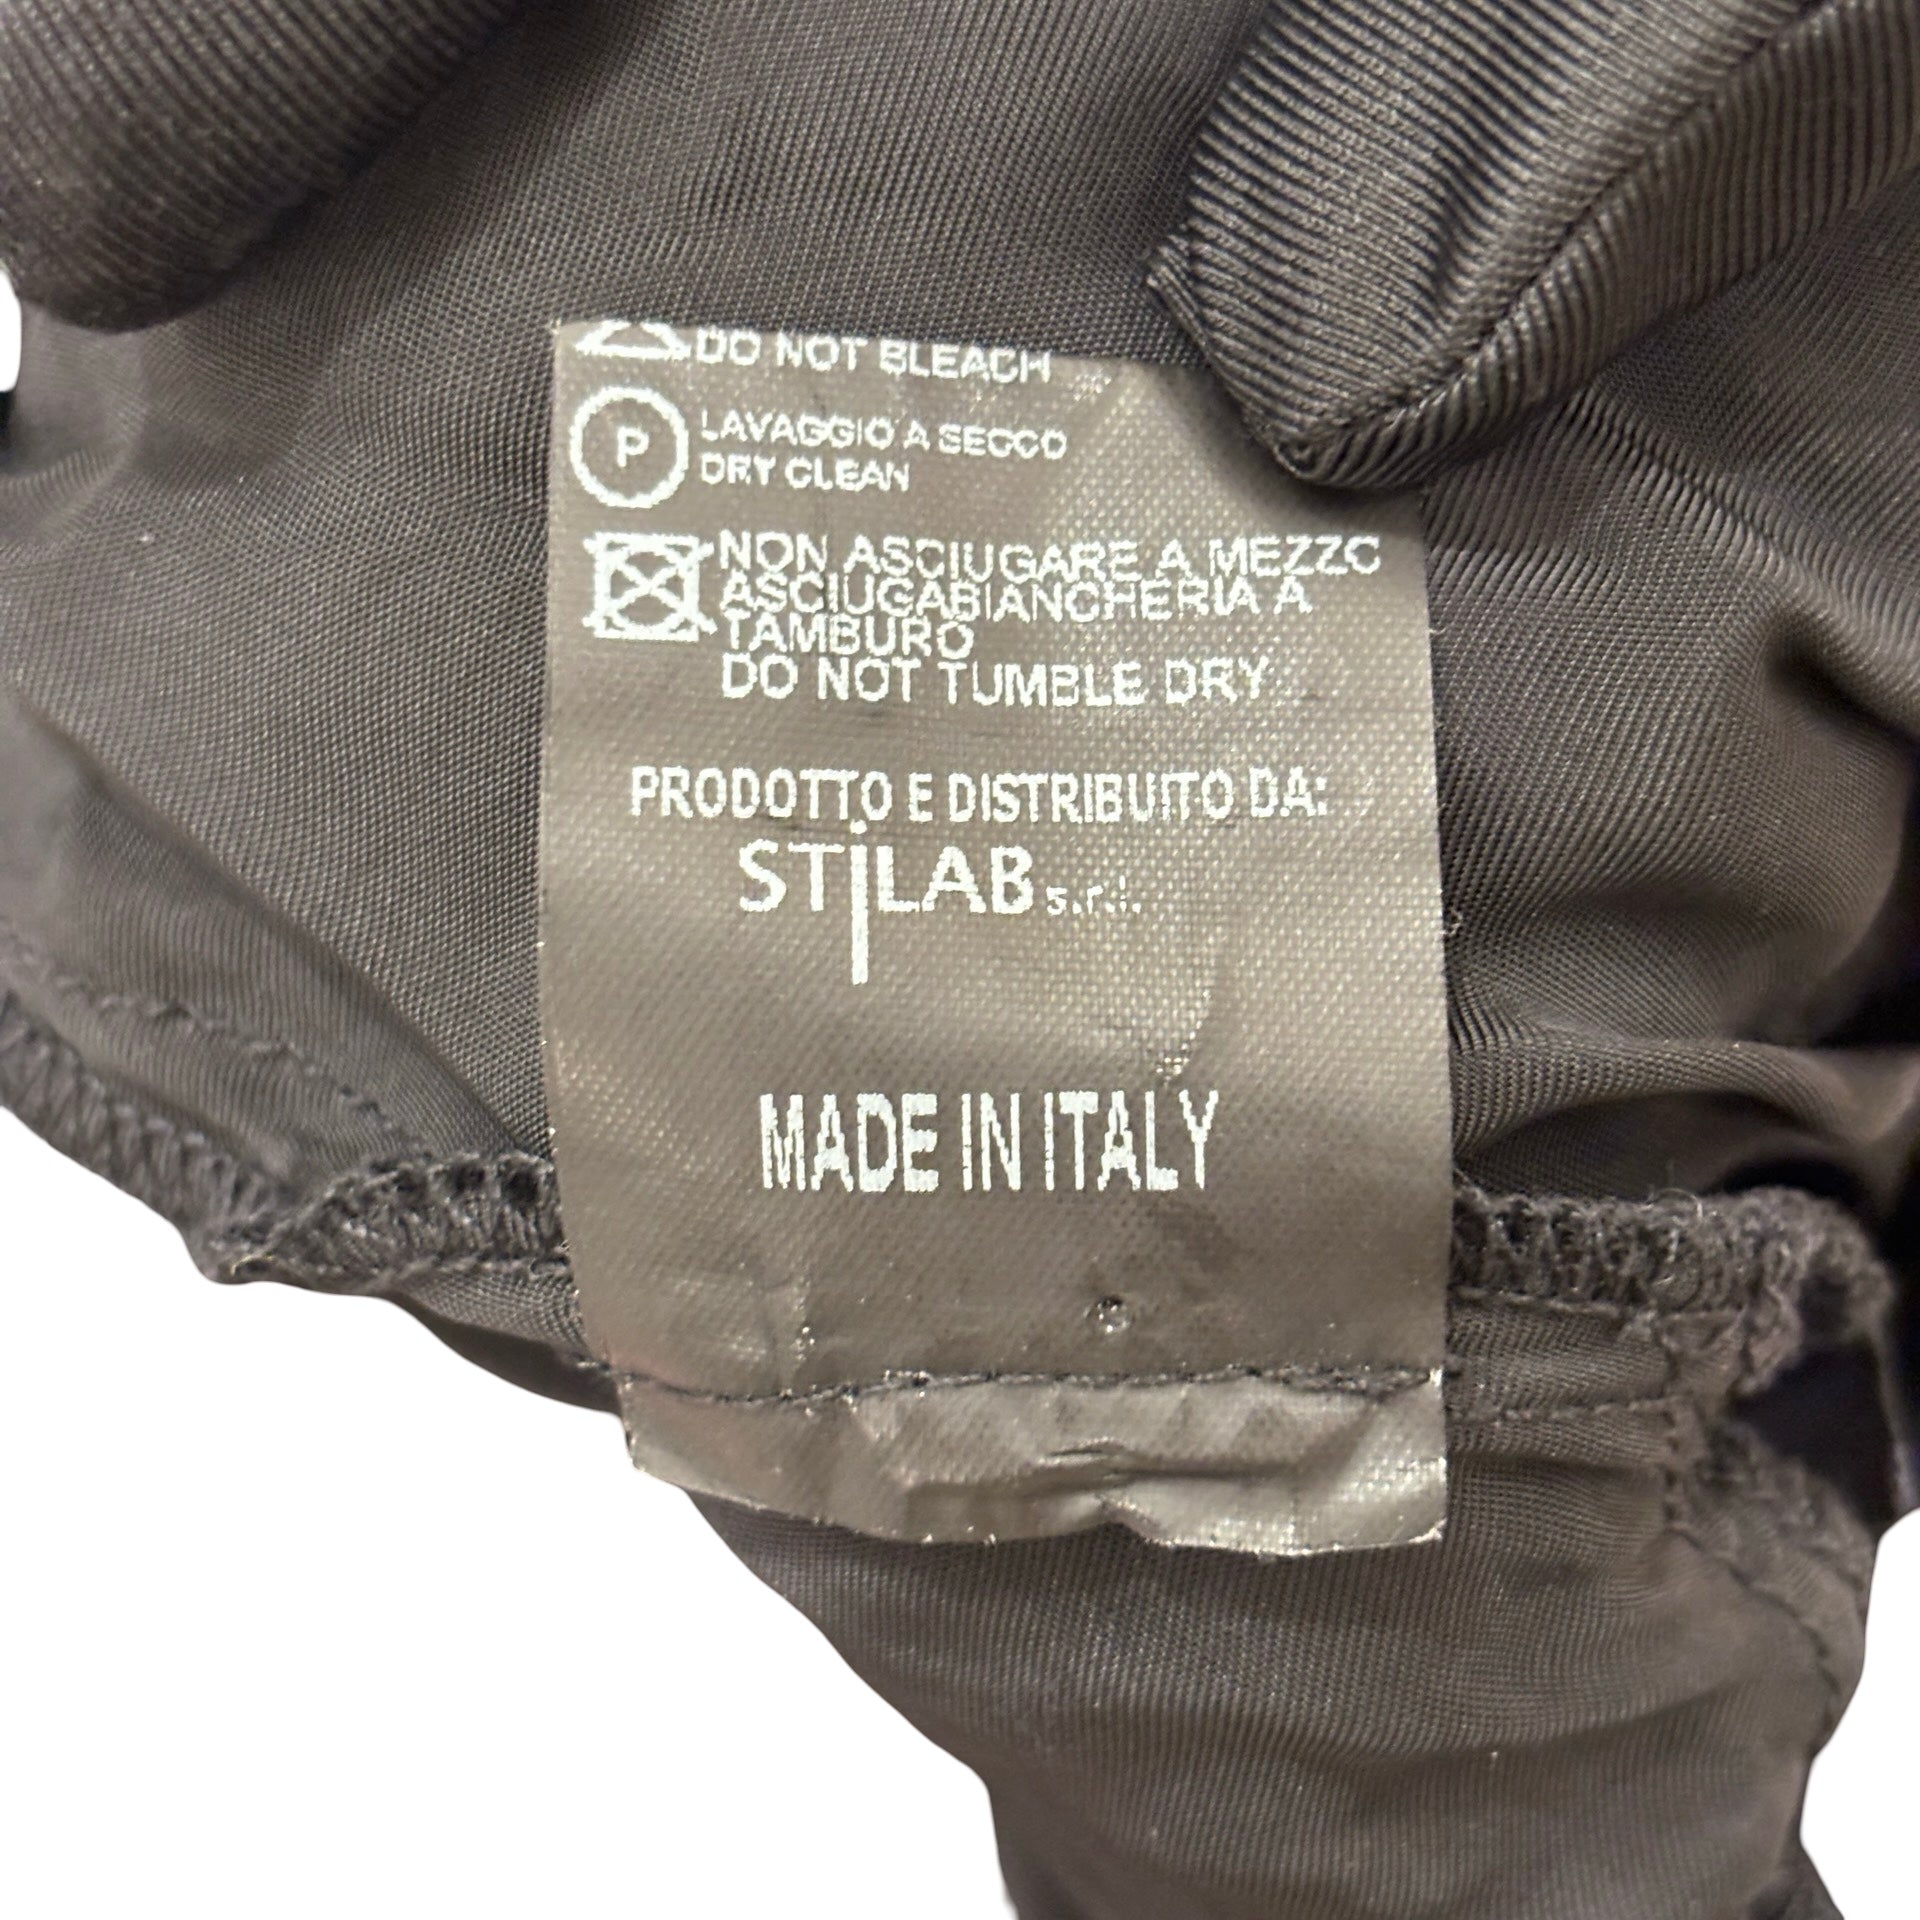 DO NOT BLEACH
P
LAVAGGIO A SECCO
DRY CLEAN
NON ASCIUGARE A MEZZO
ASCIUGABIANCHERIA A
TAMBURO
DO NOT TUMBLE DRY
PRODOTTO E DISTRIBUITO DA:
STiLAB s.r.l.
MADE IN ITALY